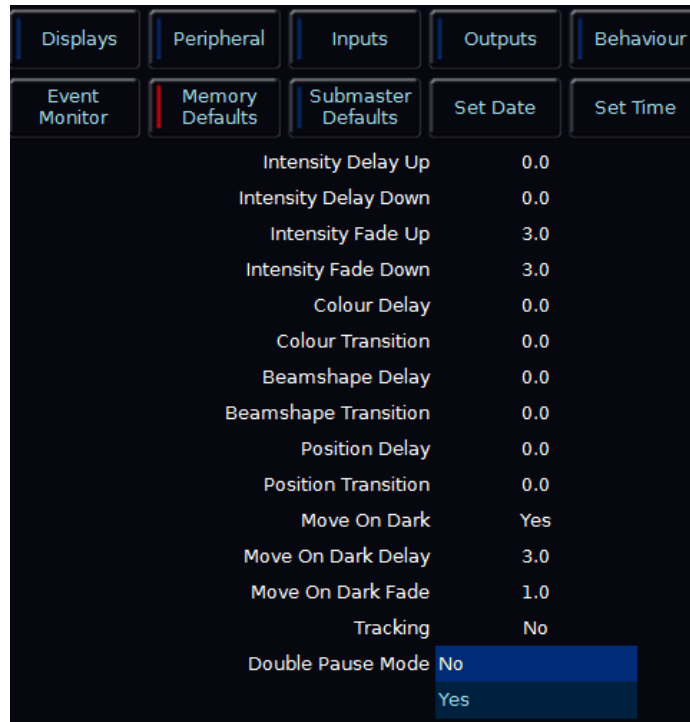 Displays Peripheral Inputs Outputs Behaviour
Event Monitor Memory Defaults Submaster Defaults Set Date Set Time
Intensity Delay Up 0.0
Intensity Delay Down 0.0
Intensity Fade Up 3.0
Intensity Fade Down 3.0
Colour Delay 0.0
Colour Transition 0.0
Beamshape Delay 0.0
Beamshape Transition 0.0
Position Delay 0.0
Position Transition 0.0
Move On Dark Yes
Move On Dark Delay 3.0
Move On Dark Fade 1.0
Tracking No
Double Pause Mode No
Yes